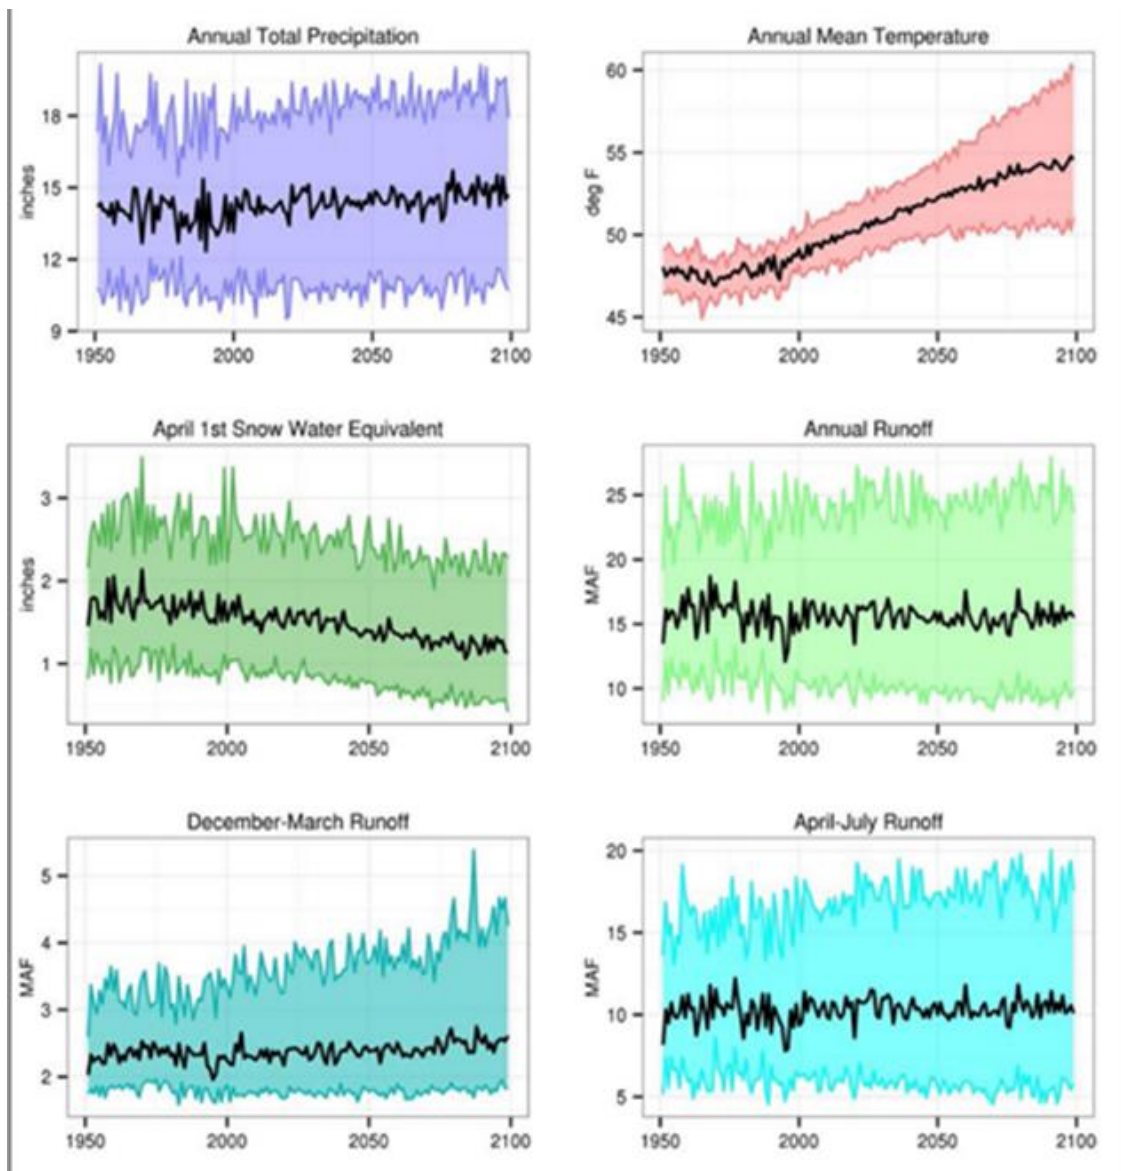 Annual Total Precipitation
inches
18
15
12
9
1950 2000 2050 2100
Annual Mean Temperature
deg F
60
55
50
45
1950 2000 2050 2100
April 1st Snow Water Equivalent
inches
3
2
1
1950 2000 2050 2100
Annual Runoff
MAF
25
20
15
10
1950 2000 2050 2100
December-March Runoff
MAF
5
4
3
2
1950 2000 2050 2100
April-July Runoff
MAF
20
15
10
5
1950 2000 2050 2100